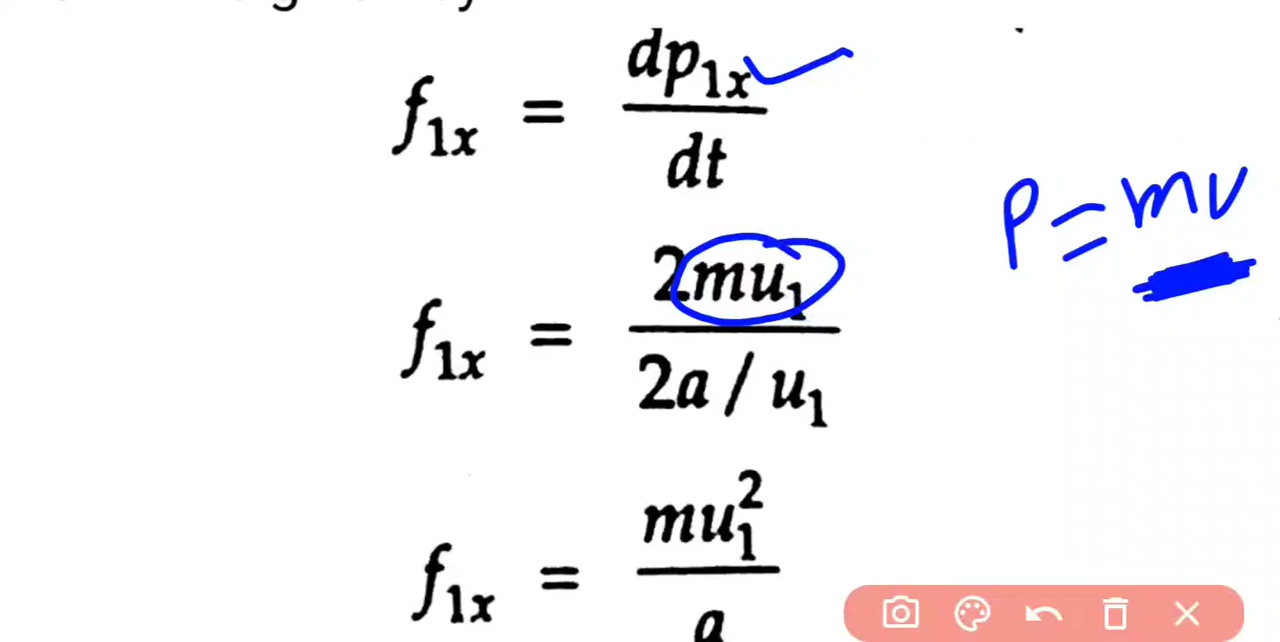 f₁ₓ = dp₁ₓ / dt
P = mv
f₁ₓ = 2mu₁ / 2a / u₁
f₁ₓ = mu₁² / a